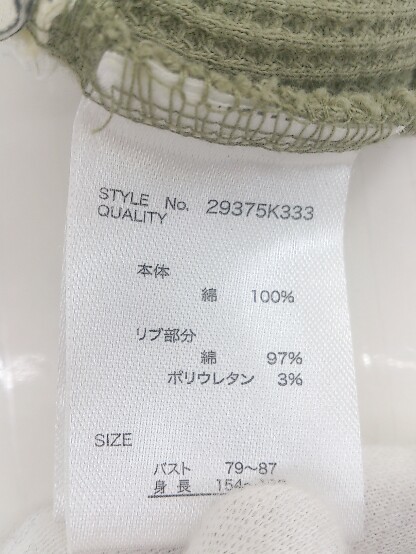 STYLE No. 29375K333
QUALITY
本体
綿 100%
リブ部分
綿 97%
ポリウレタン 3%
SIZE
バスト 79〜87
身長